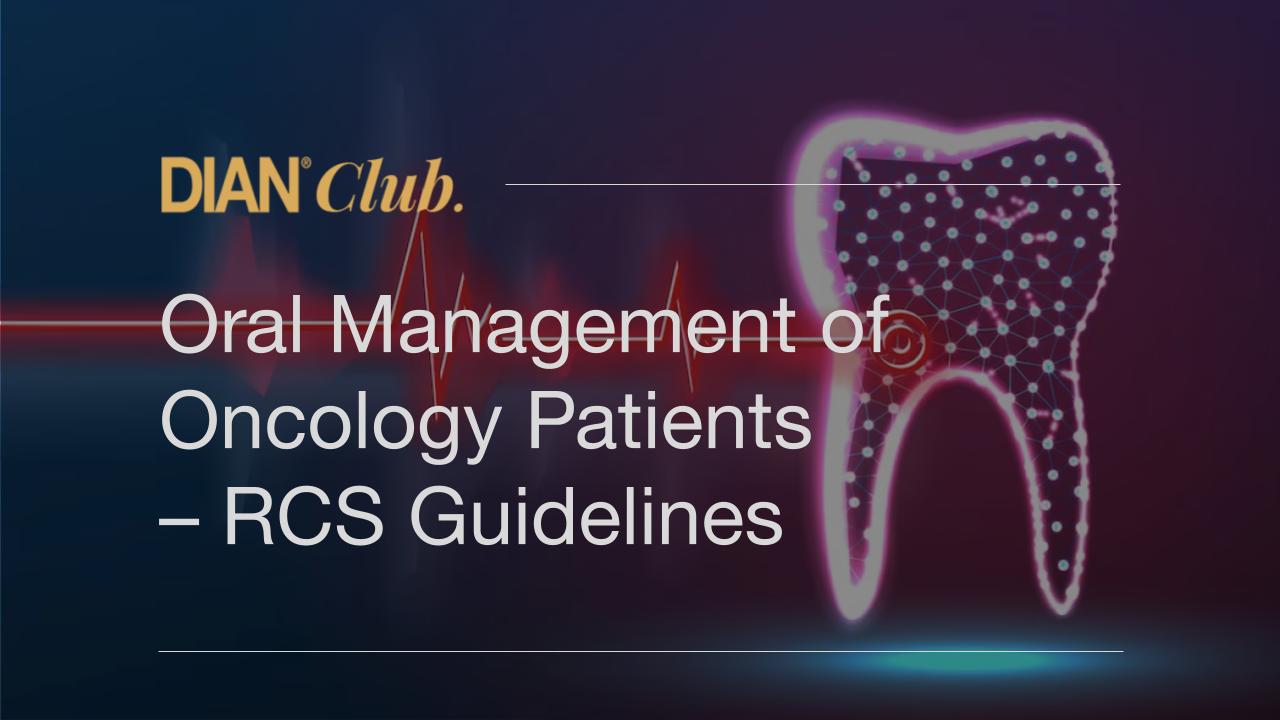 DIAN® Club.
Oral Management of
Oncology Patients
– RCS Guidelines